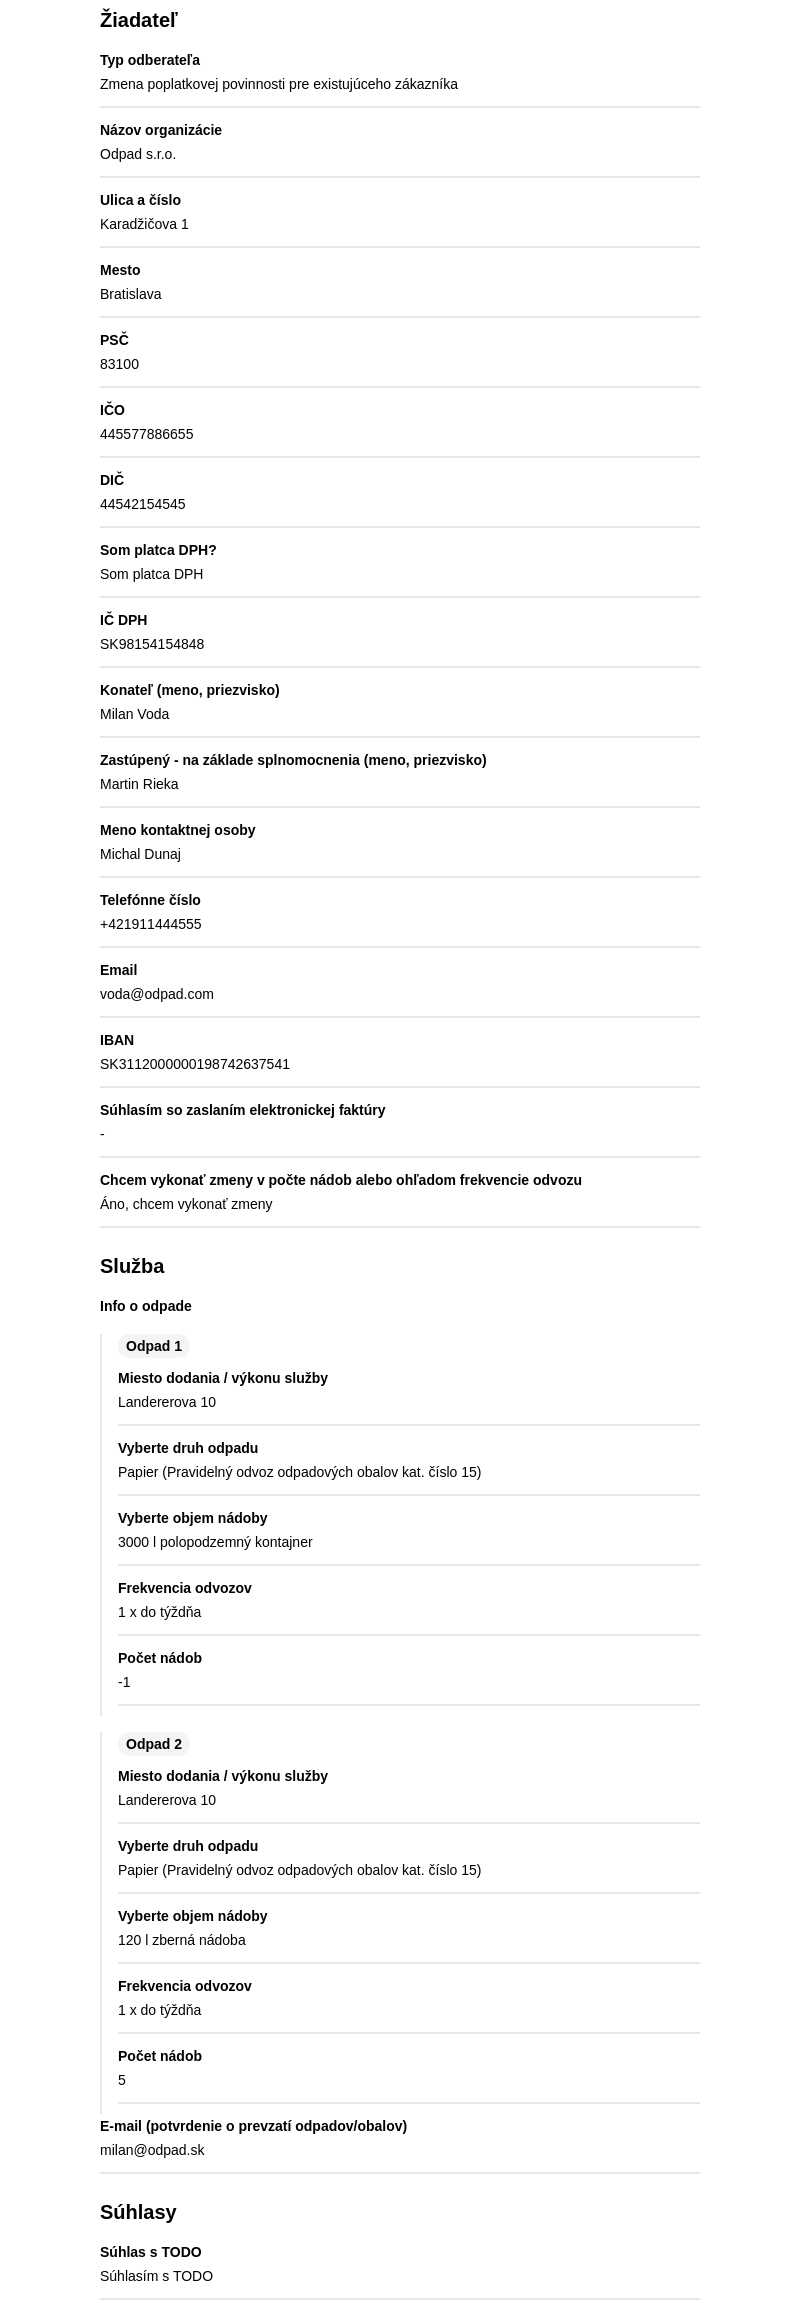 Žiadateľ
Typ odberateľa
Zmena poplatkovej povinnosti pre existujúceho zákazníka
Názov organizácie
Odpad s.r.o.
Ulica a číslo
Karadžičova 1
Mesto
Bratislava
PSČ
83100
IČO
445577886655
DIČ
44542154545
Som platca DPH?
Som platca DPH
IČ DPH
SK98154154848
Konateľ (meno, priezvisko)
Milan Voda
Zastúpený - na základe splnomocnenia (meno, priezvisko)
Martin Rieka
Meno kontaktnej osoby
Michal Dunaj
Telefónne číslo
+421911444555
Email
voda@odpad.com
IBAN
SK3112000000198742637541
Súhlasím so zaslaním elektronickej faktúry
-
Chcem vykonať zmeny v počte nádob alebo ohľadom frekvencie odvozu
Áno, chcem vykonať zmeny
Služba
Info o odpade
Odpad 1
Miesto dodania / výkonu služby
Landererova 10
Vyberte druh odpadu
Papier (Pravidelný odvoz odpadových obalov kat. číslo 15)
Vyberte objem nádoby
3000 l polopodzemný kontajner
Frekvencia odvozov
1 x do týždňa
Počet nádob
-1
Odpad 2
Miesto dodania / výkonu služby
Landererova 10
Vyberte druh odpadu
Papier (Pravidelný odvoz odpadových obalov kat. číslo 15)
Vyberte objem nádoby
120 l zberná nádoba
Frekvencia odvozov
1 x do týždňa
Počet nádob
5
E-mail (potvrdenie o prevzatí odpadov/obalov)
milan@odpad.sk
Súhlasy
Súhlas s TODO
Súhlasím s TODO